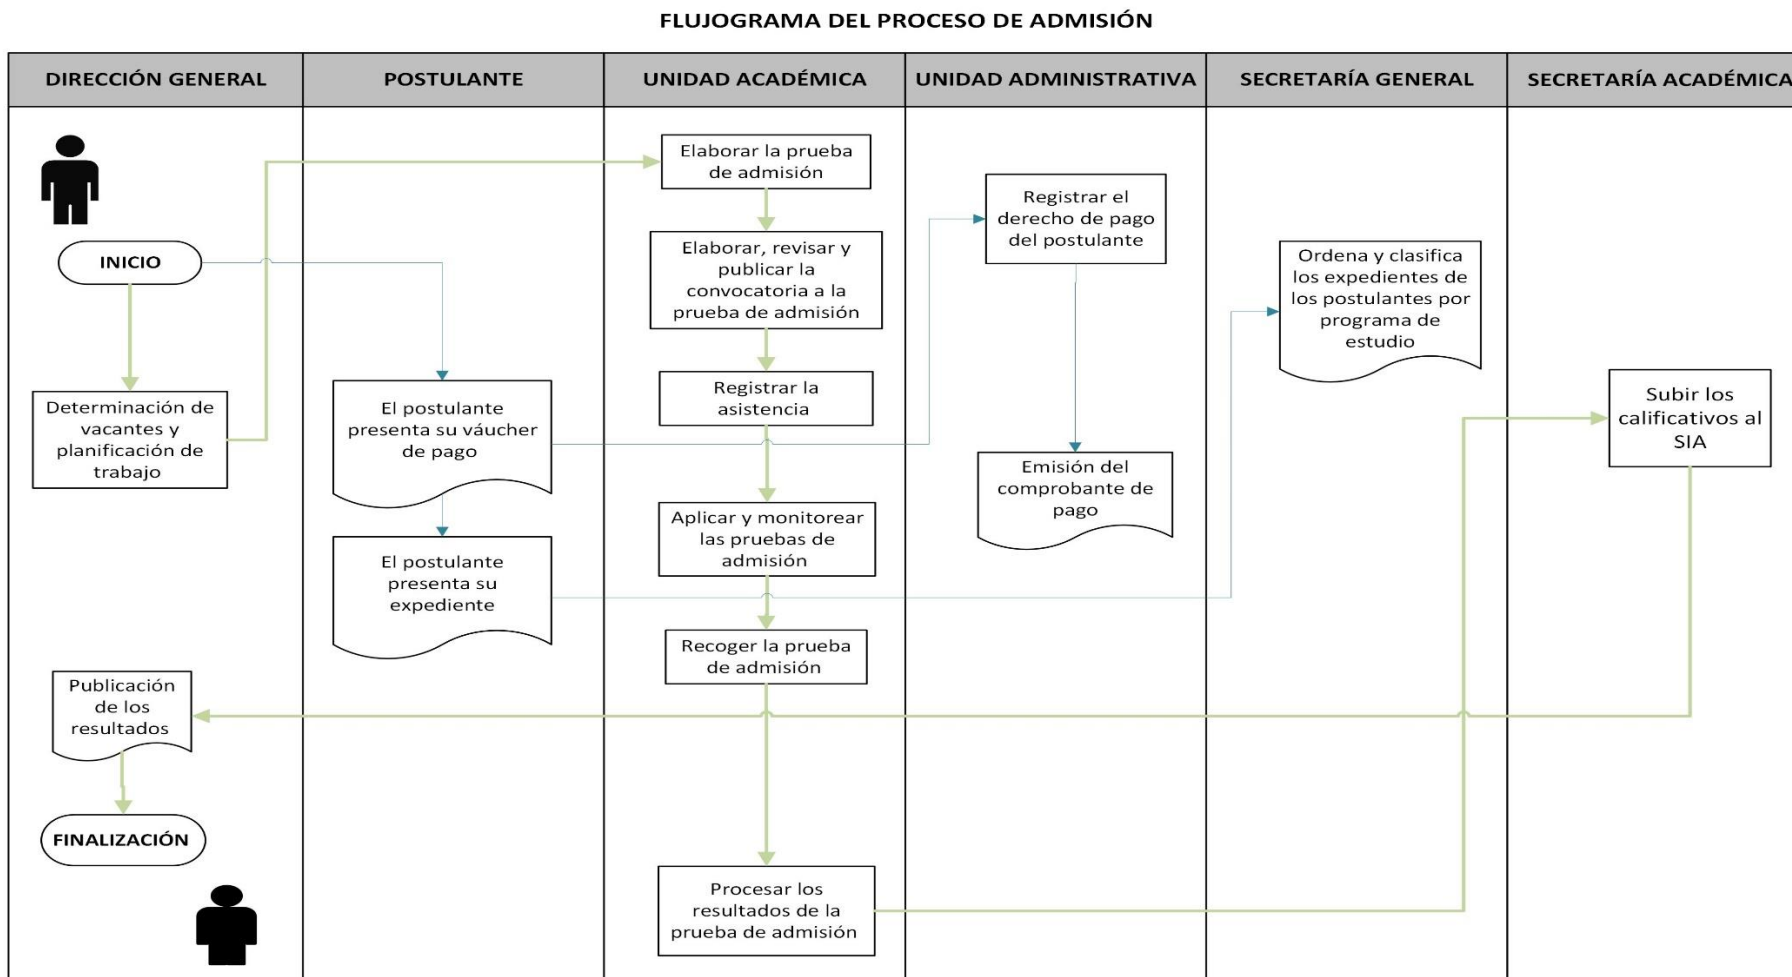 FLUJOGRAMA DEL PROCESO DE ADMISIÓN
DIRECCIÓN GENERAL
POSTULANTE
UNIDAD ACADÉMICA
UNIDAD ADMINISTRATIVA
SECRETARÍA GENERAL
SECRETARÍA ACADÉMICA
INICIO
Determinación de
vacantes y
planificación de
trabajo
Publicación
de los
resultados
FINALIZACIÓN
El postulante
presenta su váucher
de pago
El postulante
presenta su
expediente
Elaborar la prueba
de admisión
Elaborar, revisar y
publicar la
convocatoria a la
prueba de admisión
Registrar la
asistencia
Aplicar y monitorear
las pruebas de
admisión
Recoger la prueba
de admisión
Procesar los
resultados de la
prueba de admisión
Registrar el
derecho de pago
del postulante
Emisión del
comprobante de
pago
Ordena y clasifica
los expedientes de
los postulantes por
programa de
estudio
Subir los
calificativos al
SIA